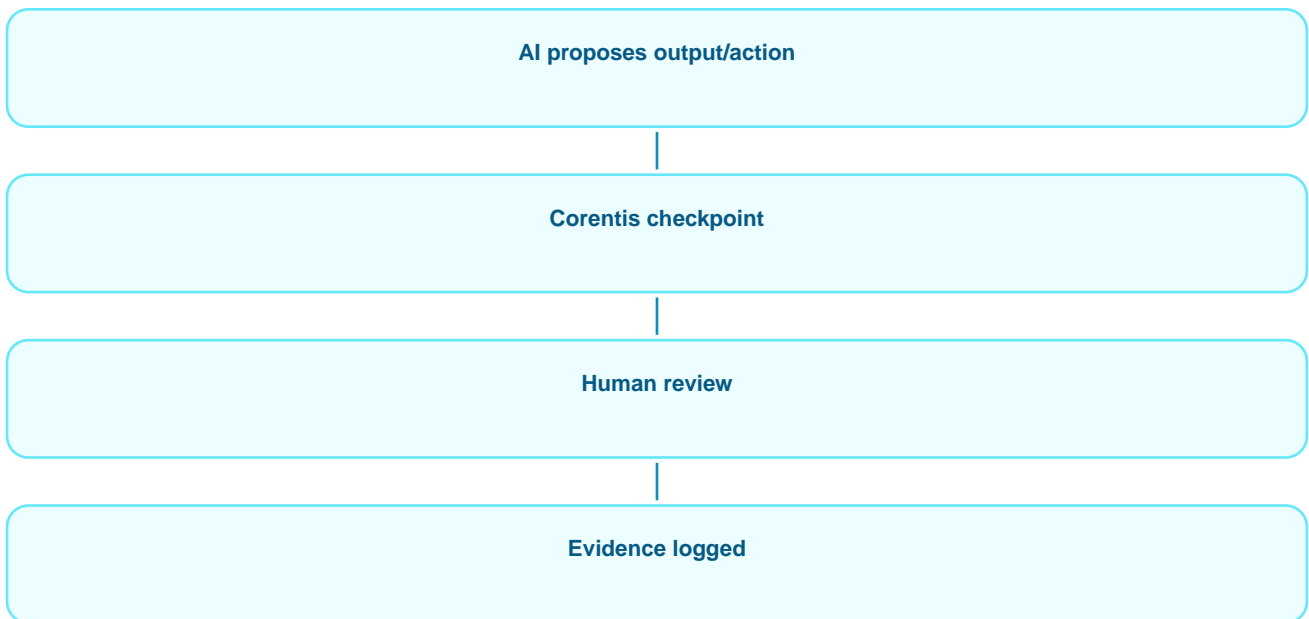 AI proposes output/action
Corentis checkpoint
Human review
Evidence logged